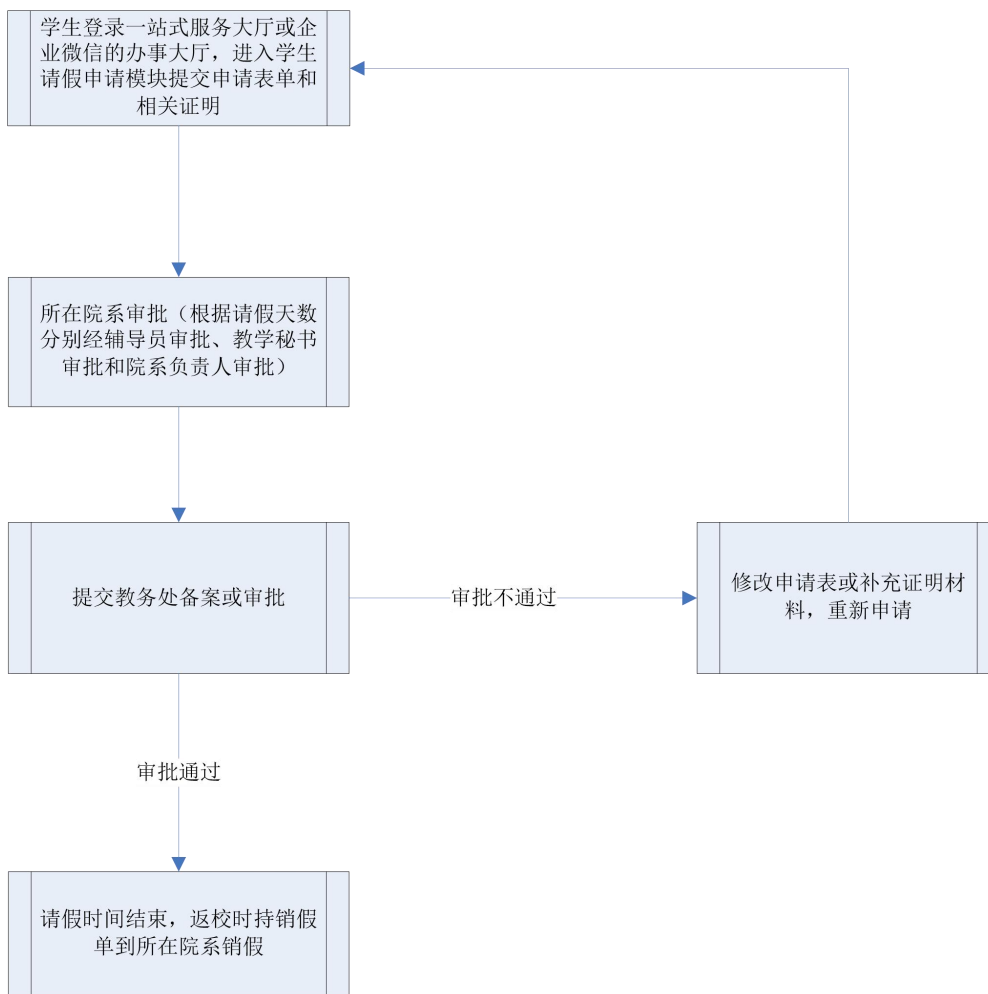 学生登录一站式服务大厅或企
业微信的办事大厅，进入学生
请假申请模块提交申请表单和
相关证明
所在院系审批（根据请假天数
分别经辅导员审批、教学秘书
审批和院系负责人审批）
提交教务处备案或审批
审批不通过
修改申请表或补充证明材
料，重新申请
审批通过
请假时间结束，返校时持销假
单到所在院系销假